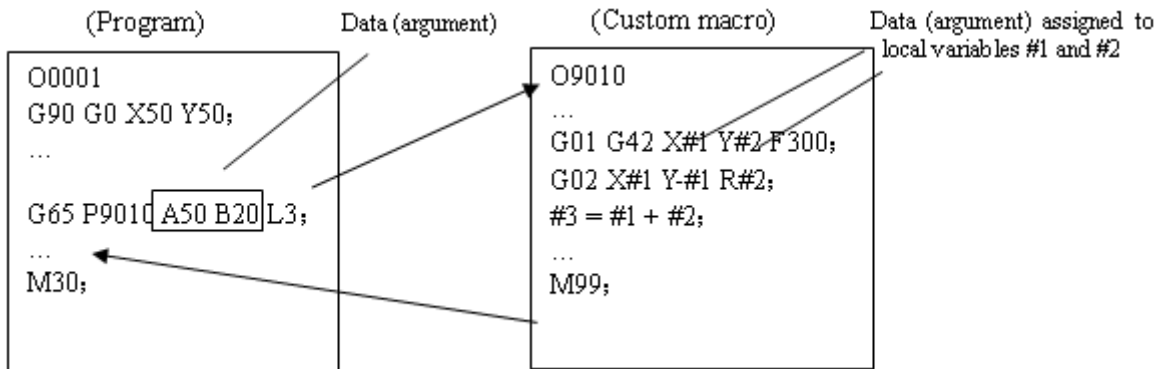 (Program)
Data (argument)
(Custom macro)
Data (argument) assigned to
local variables #1 and #2
O0001
G90 G0 X50 Y50;
...
G65 P9010 A50 B20 L3;
...
M30;
O9010
...
G01 G42 X#1 Y#2 F300;
G02 X#1 Y-#1 R#2;
#3 = #1 + #2;
...
M99;